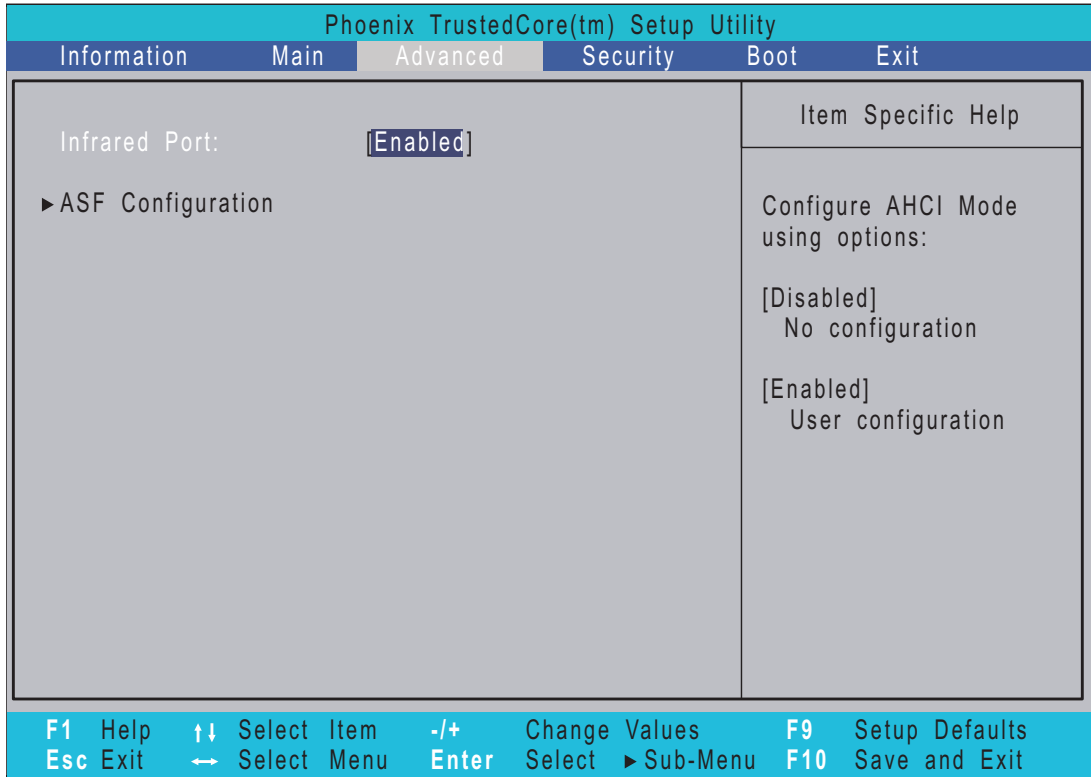 Phoenix TrustedCore(tm) Setup Utility
Information Main Advanced Security Boot Exit
Infrared Port: [Enabled]
►ASF Configuration
Item Specific Help
Configure AHCI Mode
using options:
[Disabled]
No configuration
[Enabled]
User configuration
F1 Help ↑↓ Select Item -/+ Change Values F9 Setup Defaults
Esc Exit ↔ Select Menu Enter Select ►Sub-Menu F10 Save and Exit